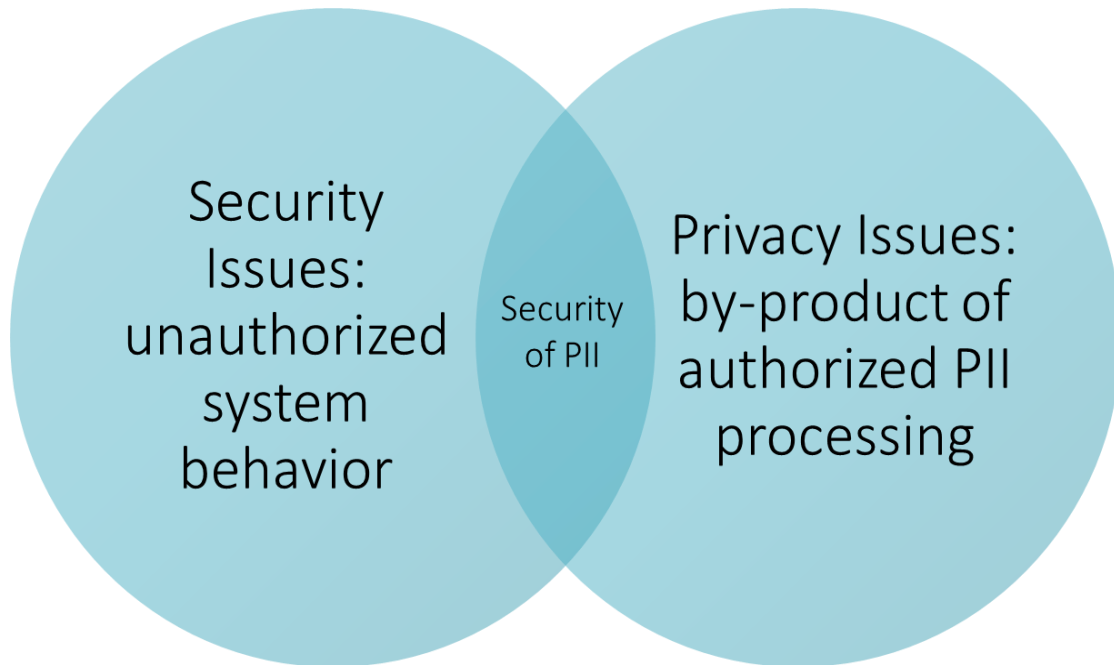 Security
Issues:
unauthorized
system
behavior
Security
of PII
Privacy Issues:
by-product of
authorized PII
processing